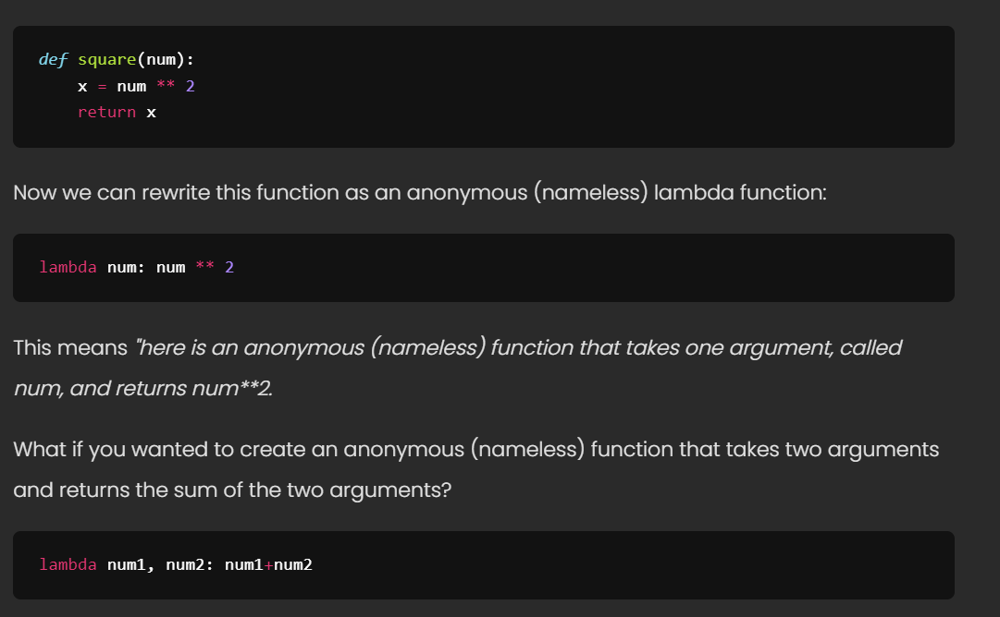 def square(num):
    x = num ** 2
    return x
Now we can rewrite this function as an anonymous (nameless) lambda function:
lambda num: num ** 2
This means "here is an anonymous (nameless) function that takes one argument, called
num, and returns num**2.
What if you wanted to create an anonymous (nameless) function that takes two arguments
and returns the sum of the two arguments?
lambda num1, num2: num1+num2